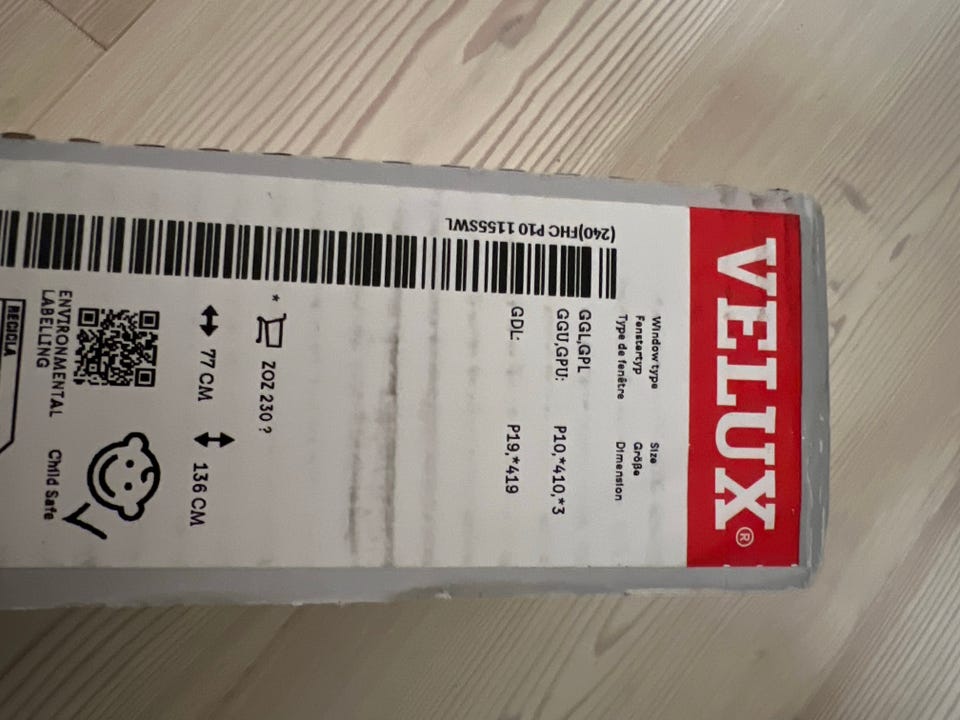 VELUX®
Window type Size
Fenstertyp Größe
Type de fenêtre Dimension
GGL,GPL
GGU,GPU: P10,*410,*3
GDL: P19,*419
(240)FHC P10 1155SWL
* ZOZ 230 ?
77 CM 136 CM
ENVIRONMENTAL
LABELLING
Child Safe
RECICLA